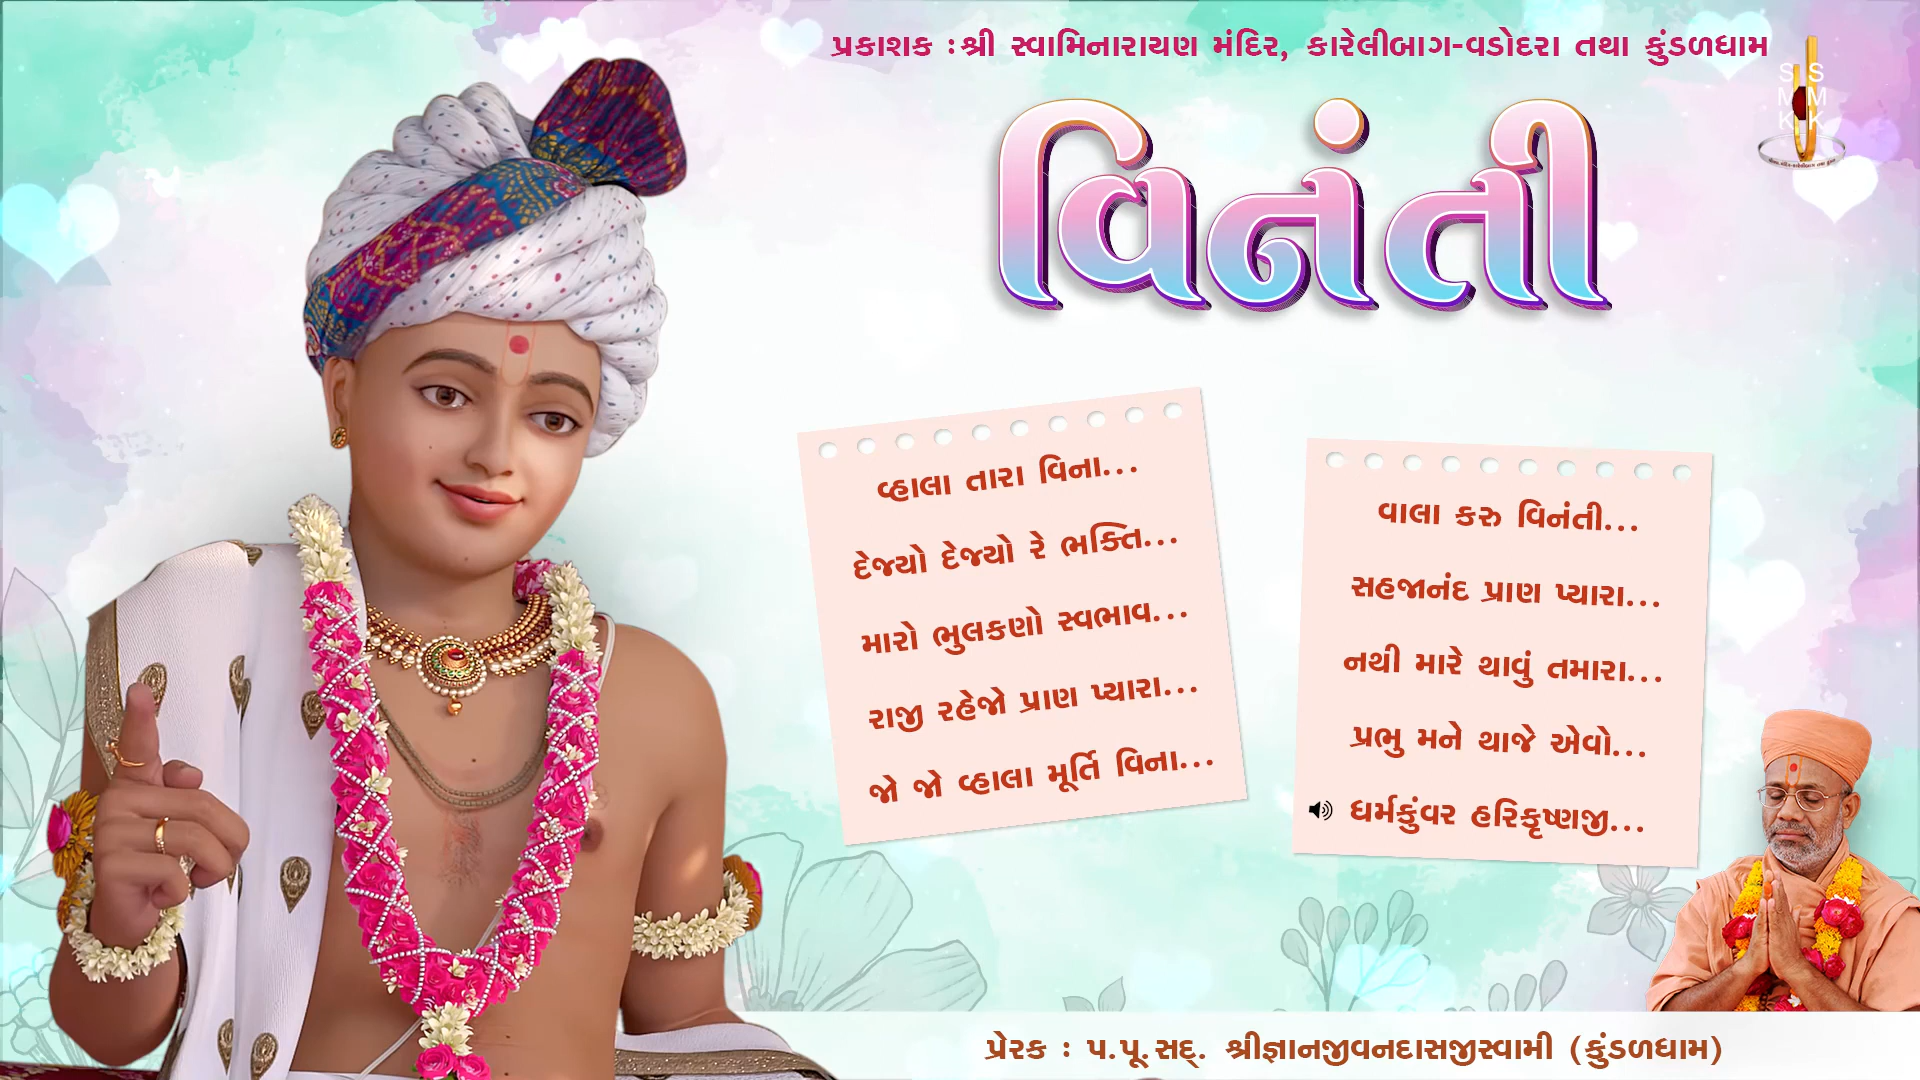 પ્રકાશક : શ્રી સ્વામિનારાયણ મંદિર, કારેલીબાગ-વડોદરા તથા કુંડળધામ
S S
M M
K K
વિનંતી
વ્હાલા તારા વિના...
દેજ્યો દેજ્યો રે ભક્તિ...
મારો ભુલકણો સ્વભાવ...
રાજી રહેજો પ્રાણ પ્યારા...
જો જો વ્હાલા મૂર્તિ વિના...
વાલા કરુ વિનંતી...
સહજાનંદ પ્રાણ પ્યારા...
નથી મારે થાવું તમારા...
પ્રભુ મને થાજે એવો...
ધર્મકુંવર હરિકૃષ્ણજી...
પ્રેરક : પ.પૂ.સદ્. શ્રીજ્ઞાનજીવનદાસજીસ્વામી (કુંડળધામ)